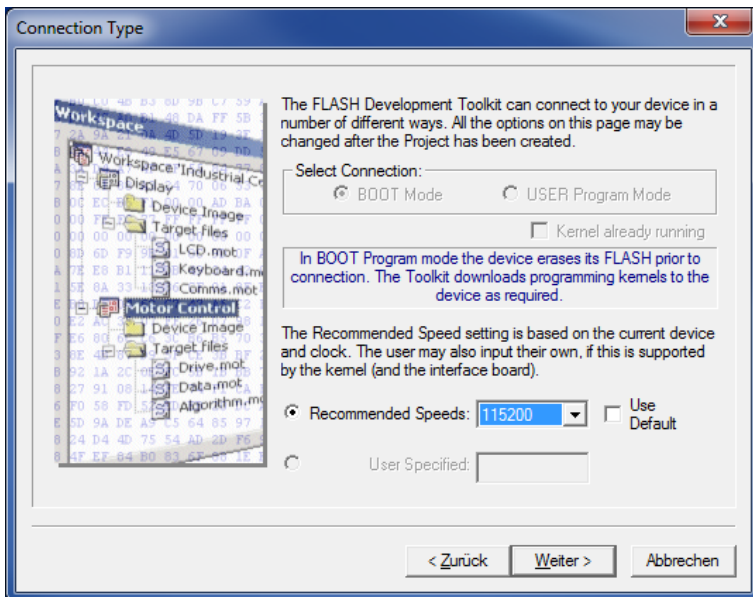 Connection Type
The FLASH Development Toolkit can connect to your device in a
number of different ways. All the options on this page may be
changed after the Project has been created.
Select Connection:
BOOT Mode
USER Program Mode
Kernel already running
In BOOT Program mode the device erases its FLASH prior to
connection. The Toolkit downloads programming kernels to the
device as required.
The Recommended Speed setting is based on the current device
and clock. The user may also input their own, if this is supported
by the kernel (and the interface board).
Recommended Speeds:
115200
Use
Default
User Specified:
Workspace
Workspace 'Industrial
Display
Device Image
Target files
LCD.mot
Keyboard.m
Comms.mot
Motor Control
Device Image
Target files
Drive.mot
Data.mot
Algorithm.mo
< Zurück
Weiter >
Abbrechen